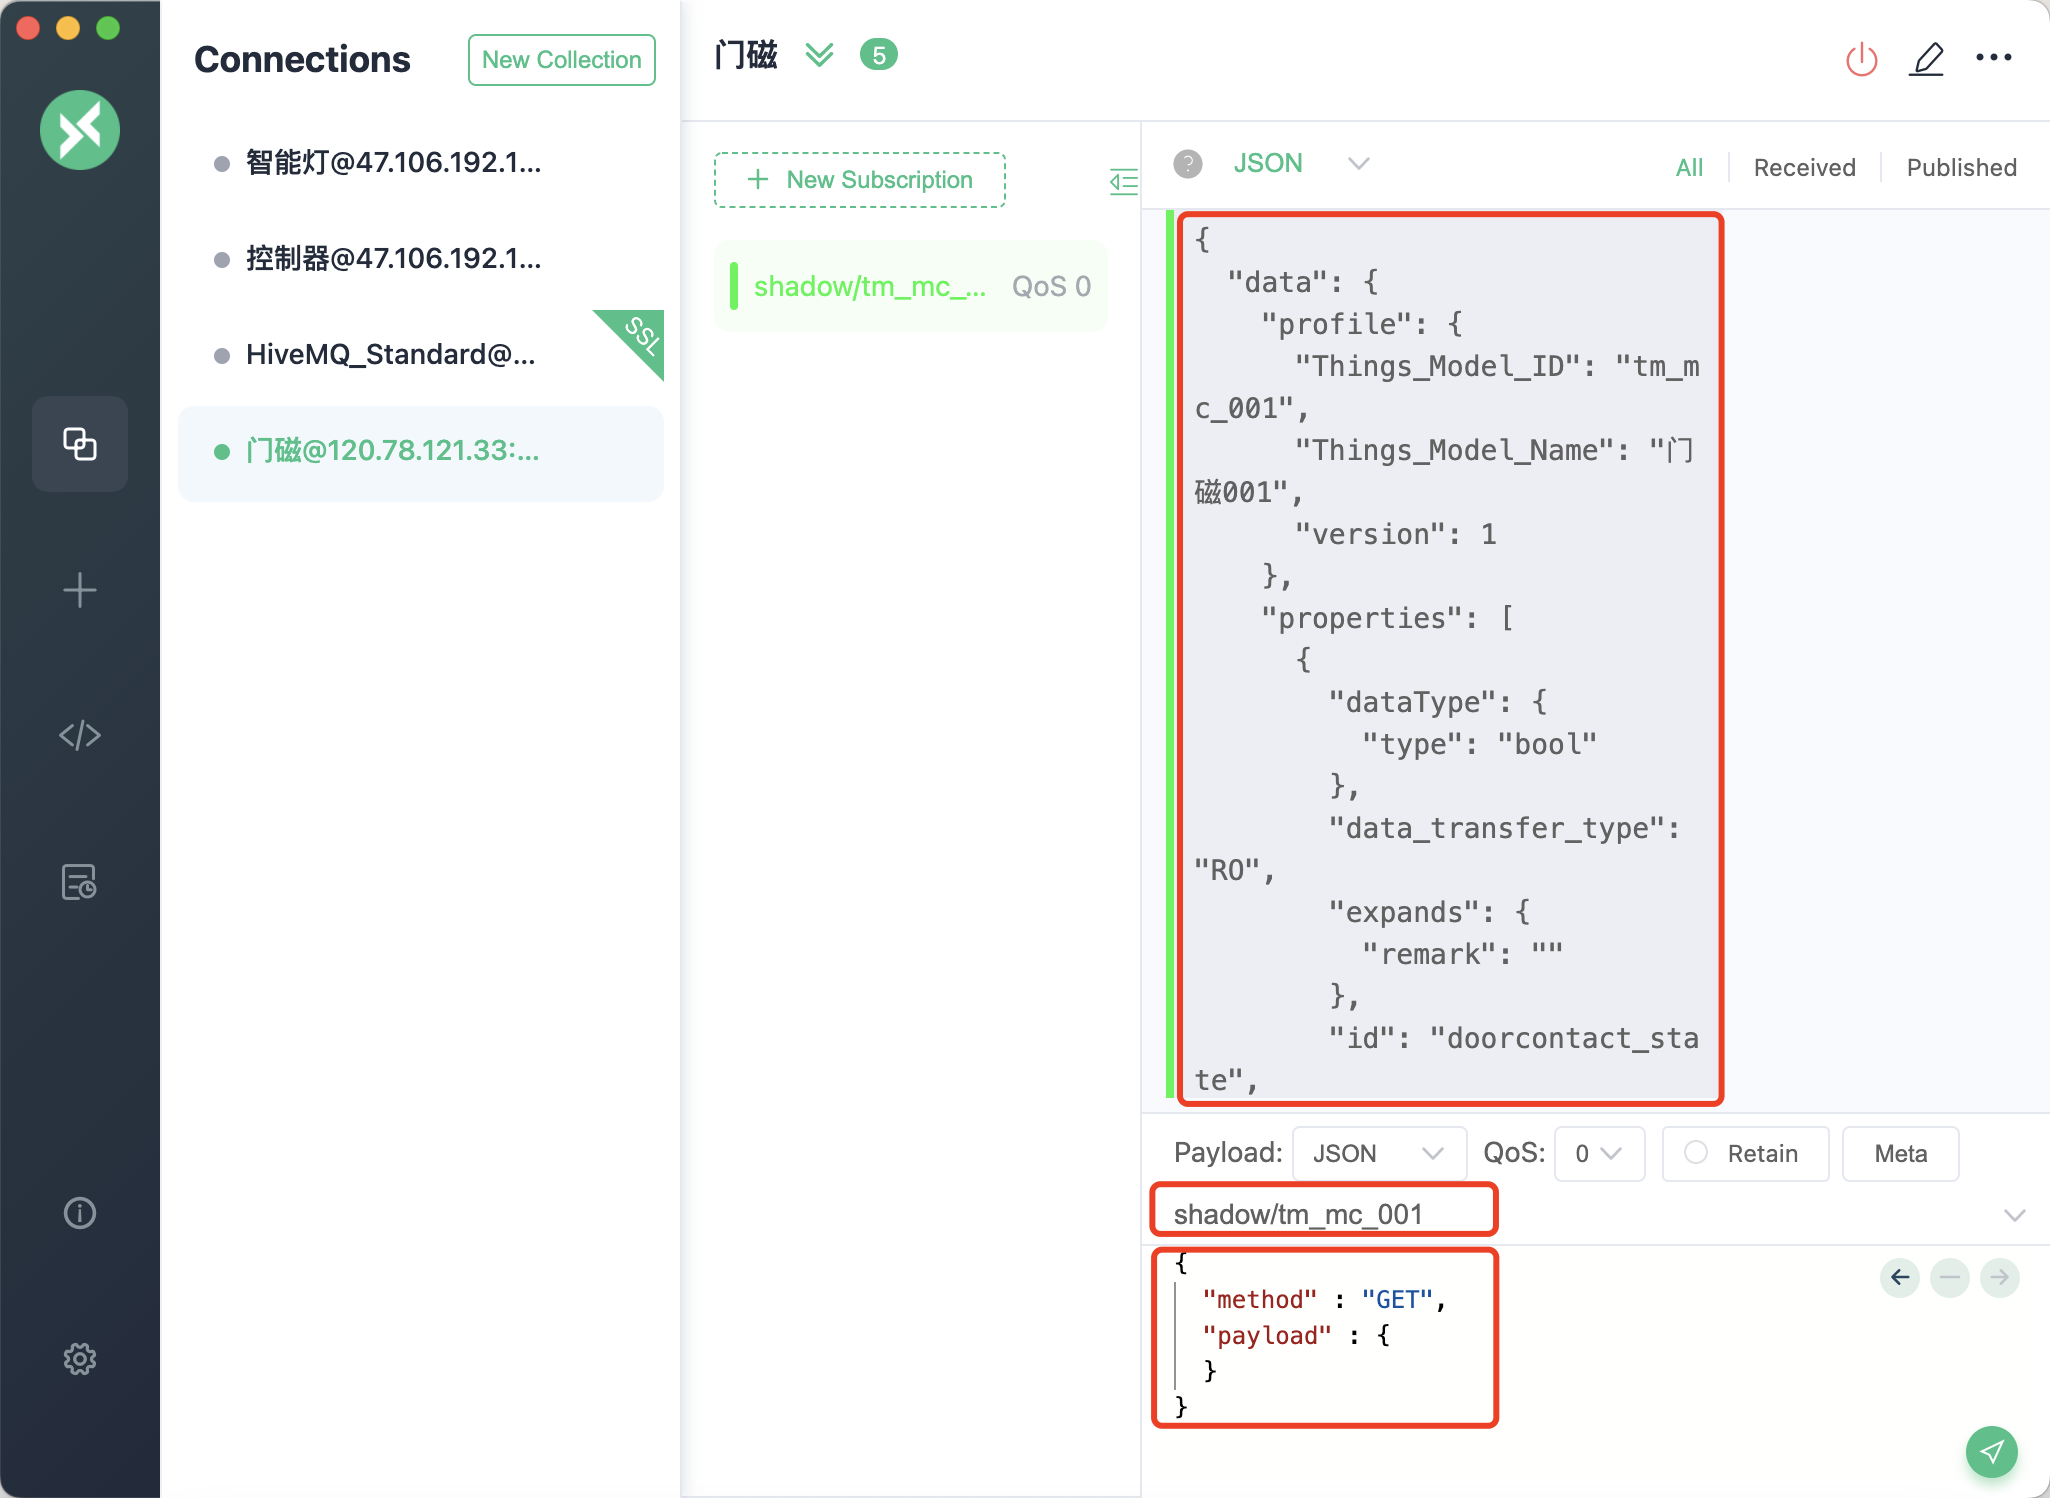 Connections
New Collection
智能灯@47.106.192.1...
控制器@47.106.192.1...
HiveMQ_Standard@...
SSL
门磁@120.78.121.33:...
门磁
5
New Subscription
shadow/tm_mc_...
QoS 0
JSON
All
Received
Published
{
"data": {
"profile": {
"Things_Model_ID": "tm_m
c_001",
"Things_Model_Name": "门
磁001",
"version": 1
},
"properties": [
{
"dataType": {
"type": "bool"
},
"data_transfer_type":
"RO",
"expands": {
"remark": ""
},
"id": "doorcontact_sta
te",
Payload:
JSON
QoS:
0
Retain
Meta
shadow/tm_mc_001
{
"method" : "GET",
"payload" : {
}
}